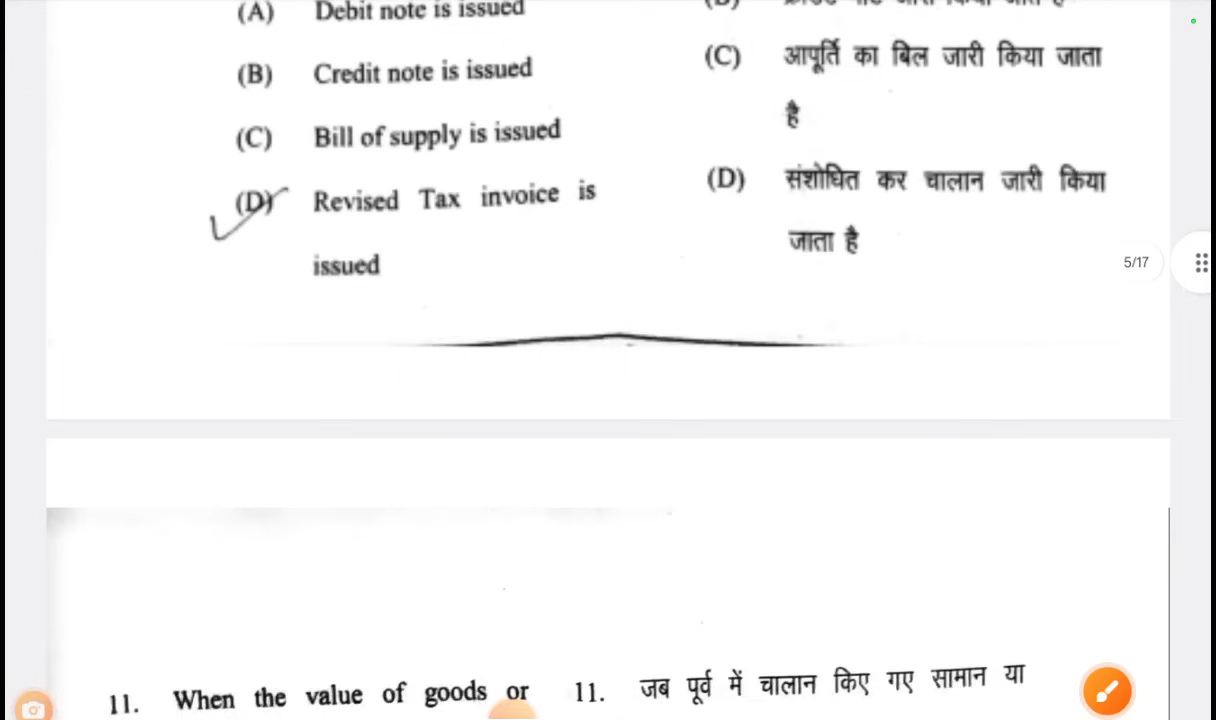 (A) Debit note is issued
(B) Credit note is issued
(C) Bill of supply is issued
(D) Revised Tax invoice is
issued
(C) आपूर्ति का बिल जारी किया जाता
है
(D) संशोधित कर चालान जारी किया
जाता है
5/17
11. When the value of goods or
11. जब पूर्व में चालान किए गए सामान या